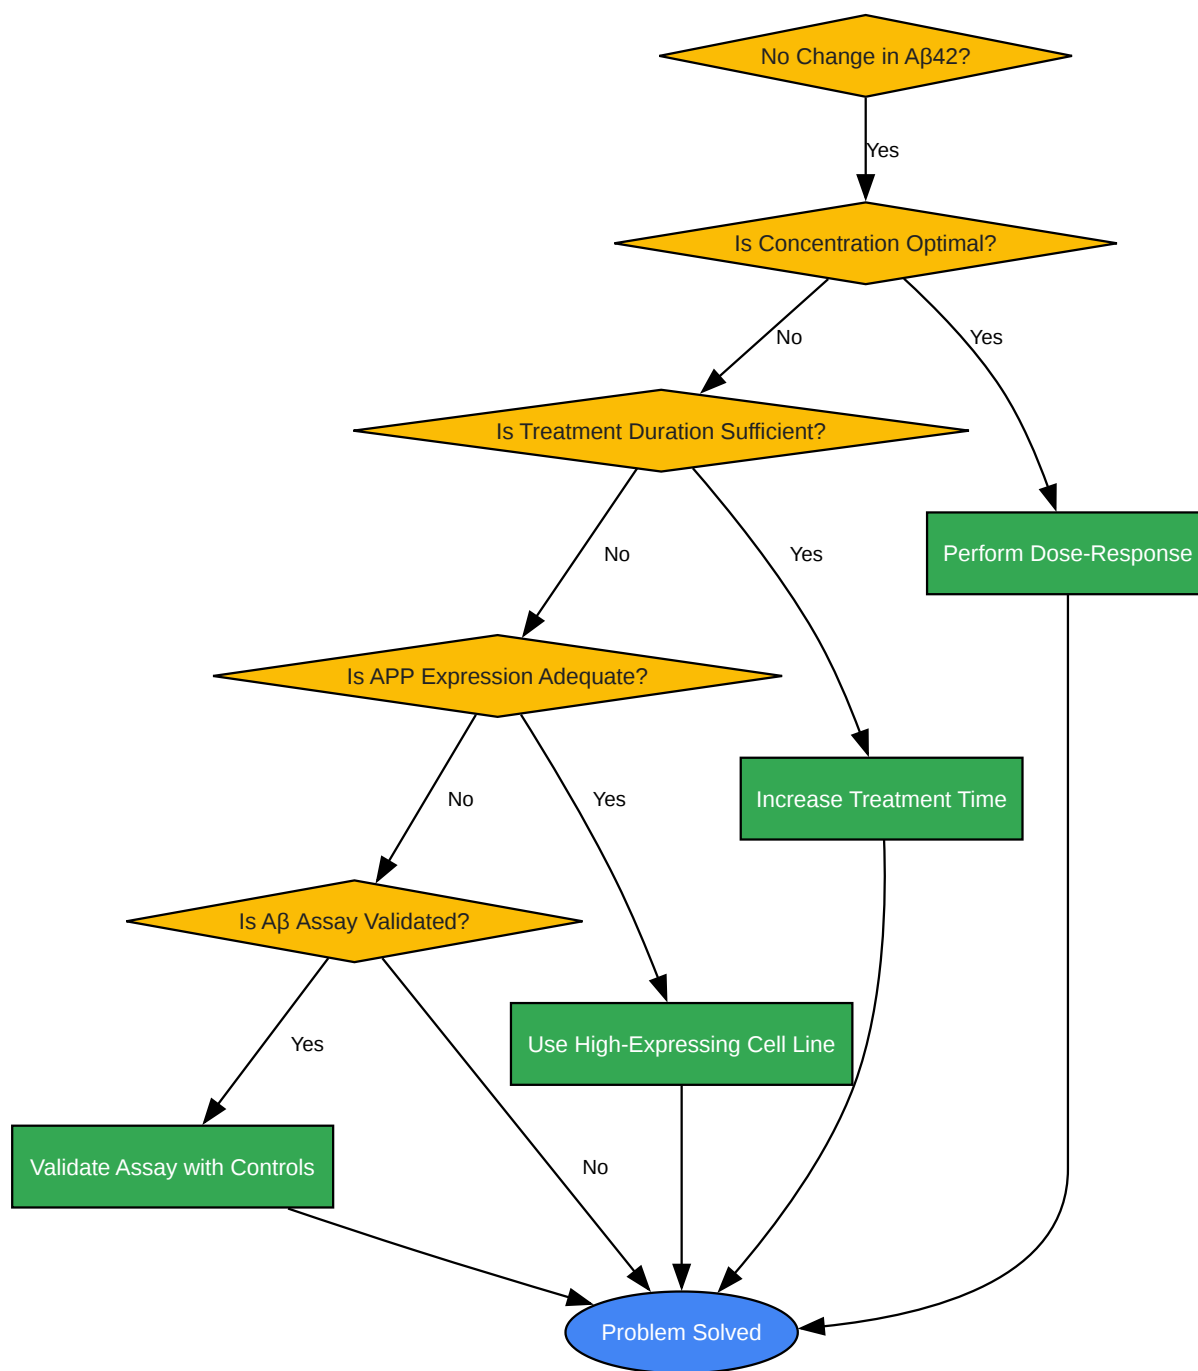 No Change in Aβ42?
Yes
Is Concentration Optimal?
No
Yes
Is Treatment Duration Sufficient?
No
Yes
Perform Dose-Response
Is APP Expression Adequate?
No
Yes
Increase Treatment Time
Is Aβ Assay Validated?
Yes
Use High-Expressing Cell Line
Validate Assay with Controls
No
Problem Solved